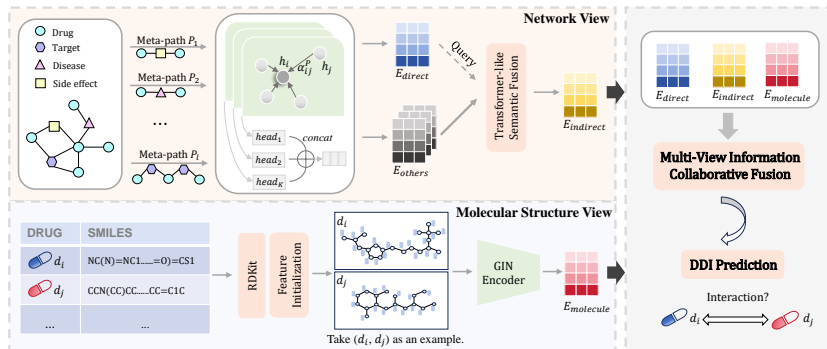 Network View
Drug
Target
Disease
Side effect
Meta-path P1
Meta-path P2
...
Meta-path Pl
hi
αijP
hj
head1
head2
headK
concat
Edirect
Query
Eothers
Transformer-like
Semantic Fusion
Eindirect
Molecular Structure View
DRUG SMILES
di NC(N)=NC1......=O)=CS1
dj CCN(CC)CC......CC=C1C
... ...
RDKit
Feature
Initialization
di
dj
Take (di, dj) as an example.
GIN
Encoder
Emolecule
Edirect Eindirect Emolecule
Multi-View Information
Collaborative Fusion
DDI Prediction
Interaction?
di dj